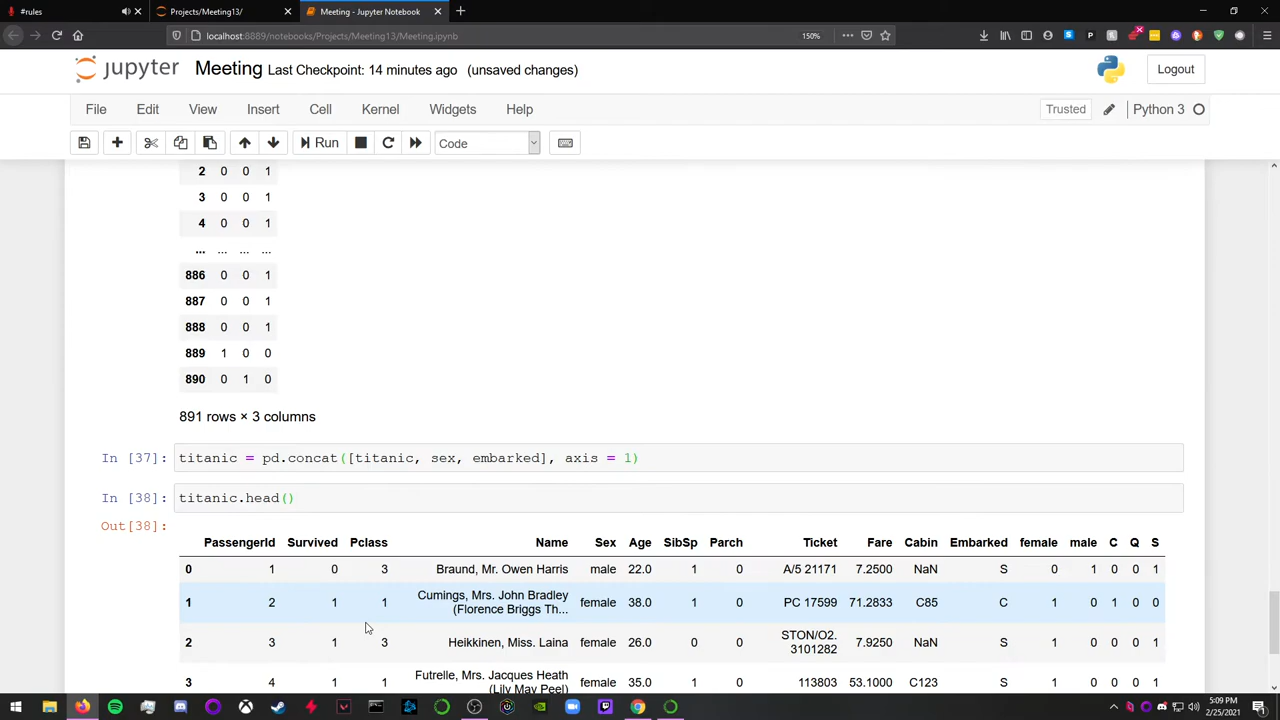 #rules
Projects/Meeting13/
Meeting - Jupyter Notebook
localhost:8889/notebooks/Projects/Meeting13/Meeting.ipynb
150%
jupyter Meeting Last Checkpoint: 14 minutes ago (unsaved changes)
Logout
File Edit View Insert Cell Kernel Widgets Help
Trusted
Python 3
Run
Code
2 0 0 1
3 0 0 1
4 0 0 1
... ... ... ...
886 0 0 1
887 0 0 1
888 0 0 1
889 1 0 0
890 0 1 0
891 rows × 3 columns
In [37]: titanic = pd.concat([titanic, sex, embarked], axis = 1)
In [38]: titanic.head()
Out[38]:
PassengerId Survived Pclass Name Sex Age SibSp Parch Ticket Fare Cabin Embarked female male C Q S
0 1 0 3 Braund, Mr. Owen Harris male 22.0 1 0 A/5 21171 7.2500 NaN S 0 1 0 0 1
1 2 1 1 Cumings, Mrs. John Bradley (Florence Briggs Th... female 38.0 1 0 PC 17599 71.2833 C85 C 1 0 1 0 0
2 3 1 3 Heikkinen, Miss. Laina female 26.0 0 0 STON/O2. 3101282 7.9250 NaN S 1 0 0 0 1
3 4 1 1 Futrelle, Mrs. Jacques Heath (Lily May Peel) female 35.0 1 0 113803 53.1000 C123 S 1 0 0 0 1
5:09 PM
2/25/2021